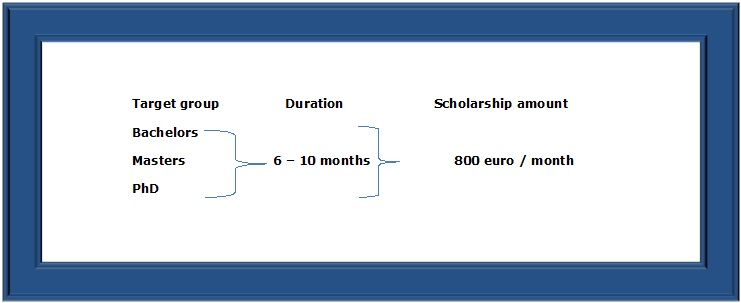 Target group Duration Scholarship amount
Bachelors
Masters 6 – 10 months 800 euro / month
PhD